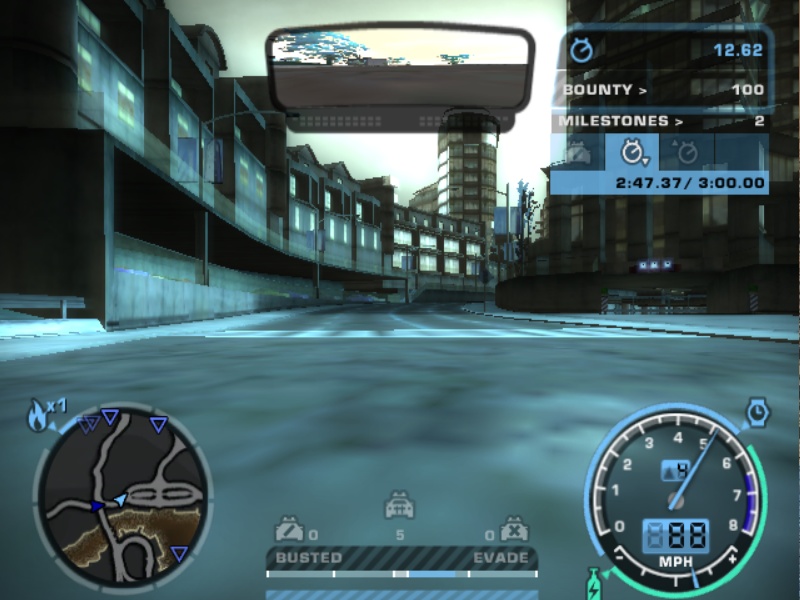 12.62
BOUNTY > 100
MILESTONES > 2
2:47.37/ 3:00.00
x1
0 1 2 3 4 5 6 7 8
4
88
MPH
0 5 0
BUSTED EVADE